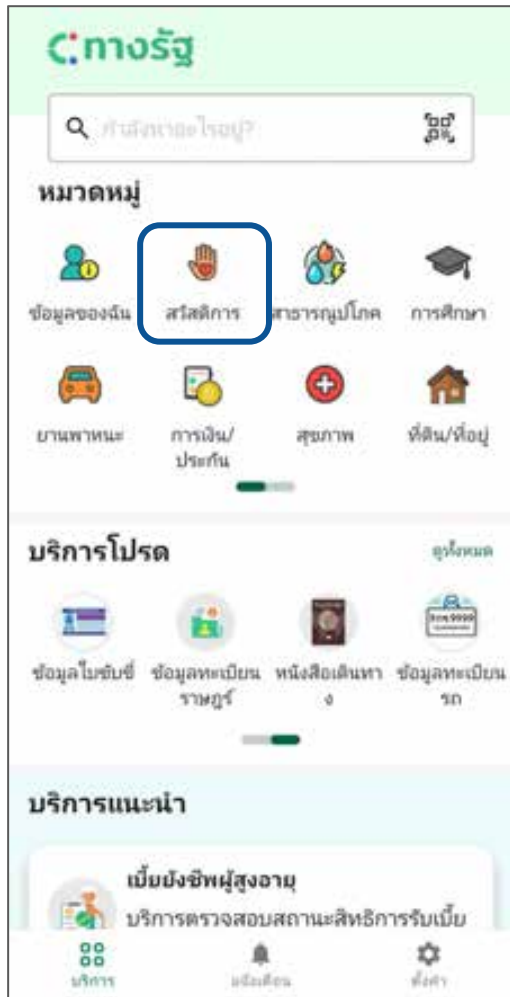 ทางรัฐ
กำลังหาอะไรอยู่?
หมวดหมู่
ข้อมูลของฉัน สวัสดิการ สาธารณูปโภค การศึกษา
ยานพาหนะ การเงิน/ สุขภาพ ที่ดิน/ที่อยู่
ประกัน
บริการโปรด ดูทั้งหมด
ข้อมูลใบขับขี่ ข้อมูลทะเบียน หนังสือเดินทา ข้อมูลทะเบียน
ราษฎร์ ง รถ
บริการแนะนำ
เบี้ยยังชีพผู้สูงอายุ
บริการตรวจสอบสถานะสิทธิการรับเบี้ย
บริการ แจ้งเตือน ตั้งค่า